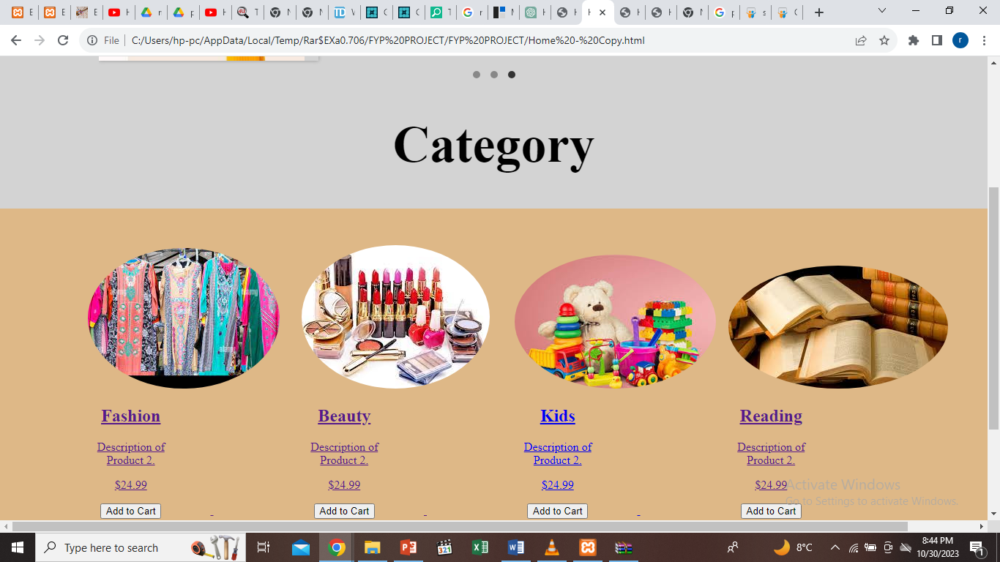 E
E
E
H
n
p
H
T
N
N
V
C
C
T
r
M
H
H
H
H
H
N
p
s
C
File
C:/Users/hp-pc/AppData/Local/Temp/Rar$EXa0.706/FYP%20PROJECT/FYP%20PROJECT/Home%20-%20Copy.html
r
Category
alamy
alamy
alamy
Fashion
Beauty
Kids
Reading
Description of
Product 2.
Description of
Product 2.
Description of
Product 2.
Description of
Product 2.
$24.99
$24.99
$24.99
$24.99
Activate Windows
Go to Settings to activate Windows.
Add to Cart
Add to Cart
Add to Cart
Add to Cart
Type here to search
8°C
8:44 PM
10/30/2023
1